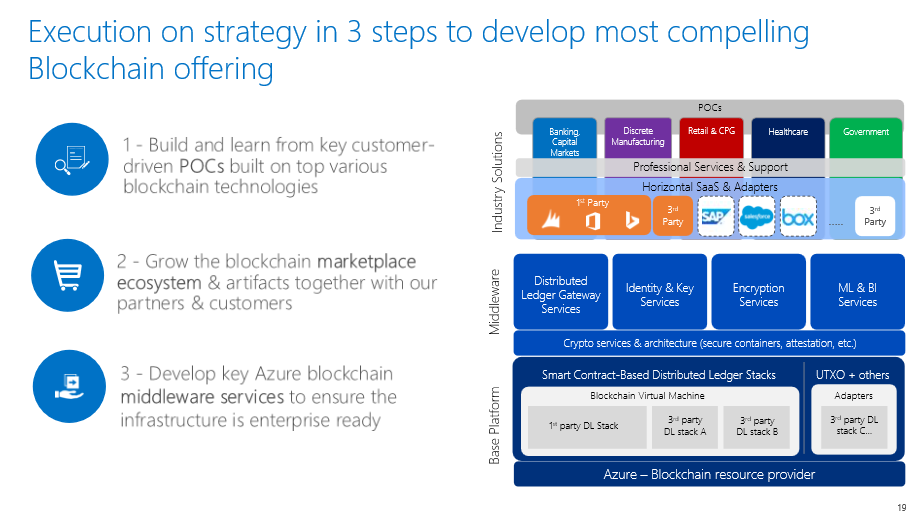 Execution on strategy in 3 steps to develop most compelling
Blockchain offering
1 - Build and learn from key customer-
driven POCs built on top various
blockchain technologies
2 - Grow the blockchain marketplace
ecosystem & artifacts together with our
partners & customers
3 - Develop key Azure blockchain
middleware services to ensure the
infrastructure is enterprise ready
Industry Solutions
POCs
Banking,
Capital
Markets
Discrete
Manufacturing
Retail & CPG
Healthcare
Government
Professional Services & Support
Horizontal SaaS & Adapters
1st Party
3rd
Party
SAP
salesforce
box
.....
3rd
Party
Middleware
Distributed
Ledger Gateway
Services
Identity & Key
Services
Encryption
Services
ML & BI
Services
Crypto services & architecture (secure containers, attestation, etc.)
Base Platform
Smart Contract-Based Distributed Ledger Stacks
Blockchain Virtual Machine
1st party DL Stack
3rd party
DL stack A
3rd party
DL stack B
UTXO + others
Adapters
3rd party DL
stack C...
Azure – Blockchain resource provider
19